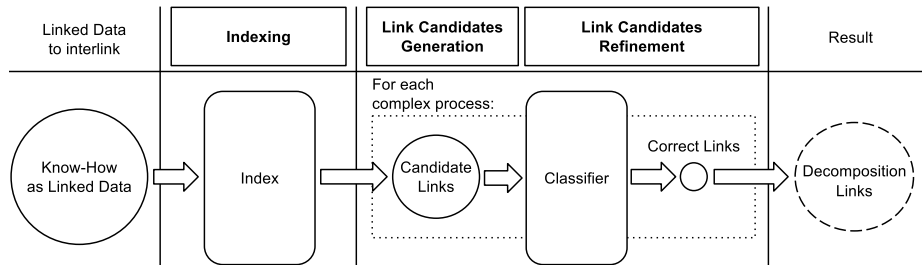 Linked Data
to interlink
Indexing
Link Candidates
Generation
Link Candidates
Refinement
Result
For each
complex process:
Know-How
as Linked Data
Index
Candidate
Links
Classifier
Correct Links
Decomposition
Links